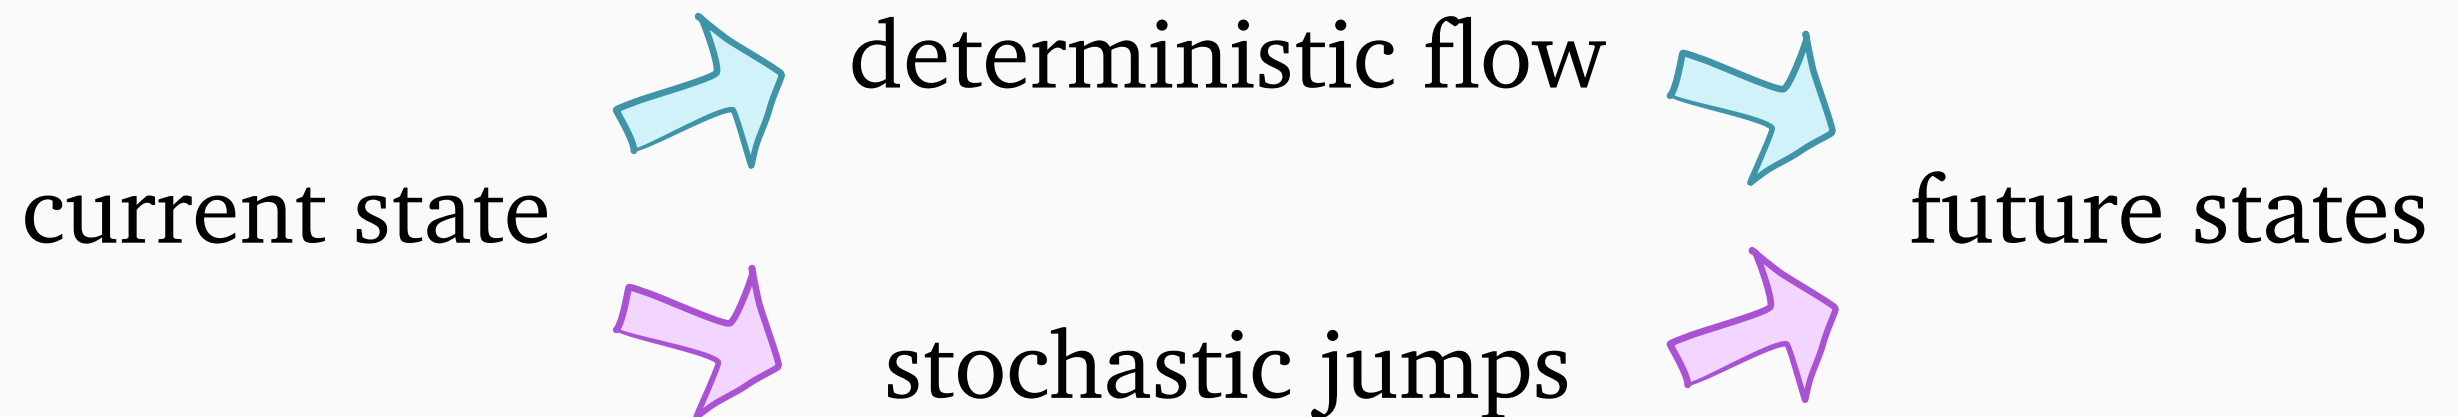 deterministic flow
current state
future states
stochastic jumps